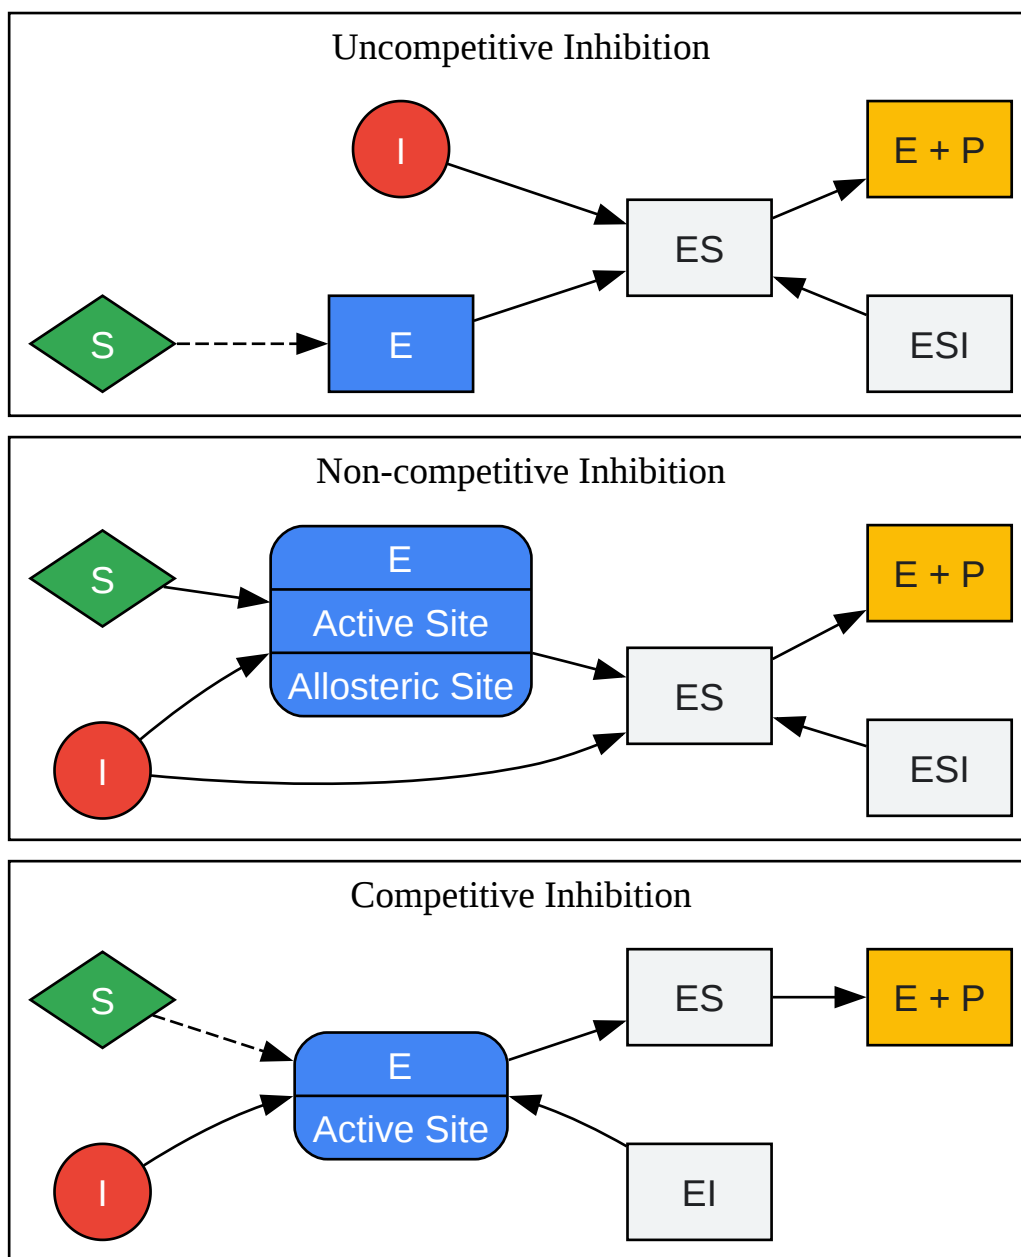 Uncompetitive Inhibition
I
E + P
ES
S
E
ESI
Non-competitive Inhibition
S
E
Active Site
Allosteric Site
E + P
ES
I
ESI
Competitive Inhibition
S
ES
E + P
E
Active Site
I
EI